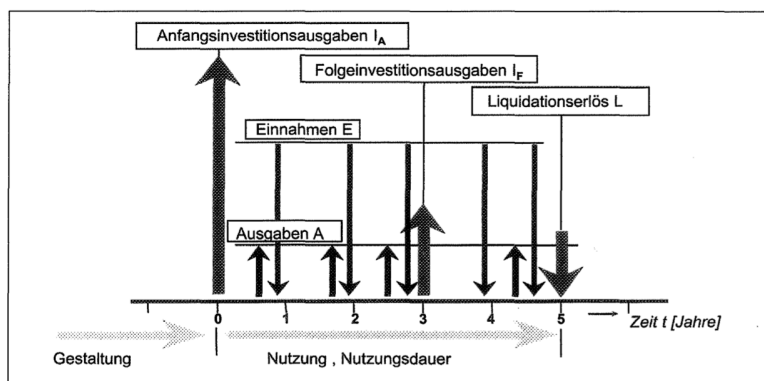 Anfangsinvestitionsausgaben I_A
Folgeinvestitionsausgaben I_F
Liquidationserlös L
Einnahmen E
Ausgaben A
0 1 2 3 4 5
Zeit t [Jahre]
Gestaltung
Nutzung , Nutzungsdauer